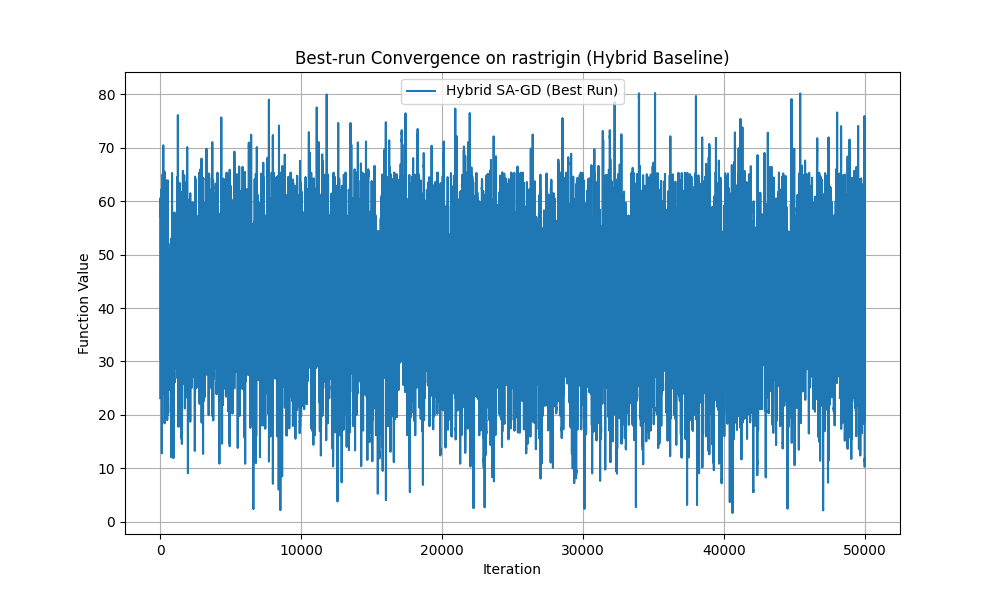 Best-run Convergence on rastrigin (Hybrid Baseline)
Hybrid SA-GD (Best Run)
Function Value
80
70
60
50
40
30
20
10
0
0 10000 20000 30000 40000 50000
Iteration